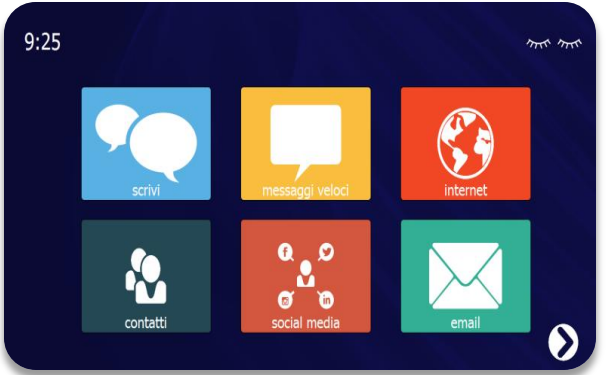 9:25
scrivi
messaggi veloci
internet
contatti
social media
email